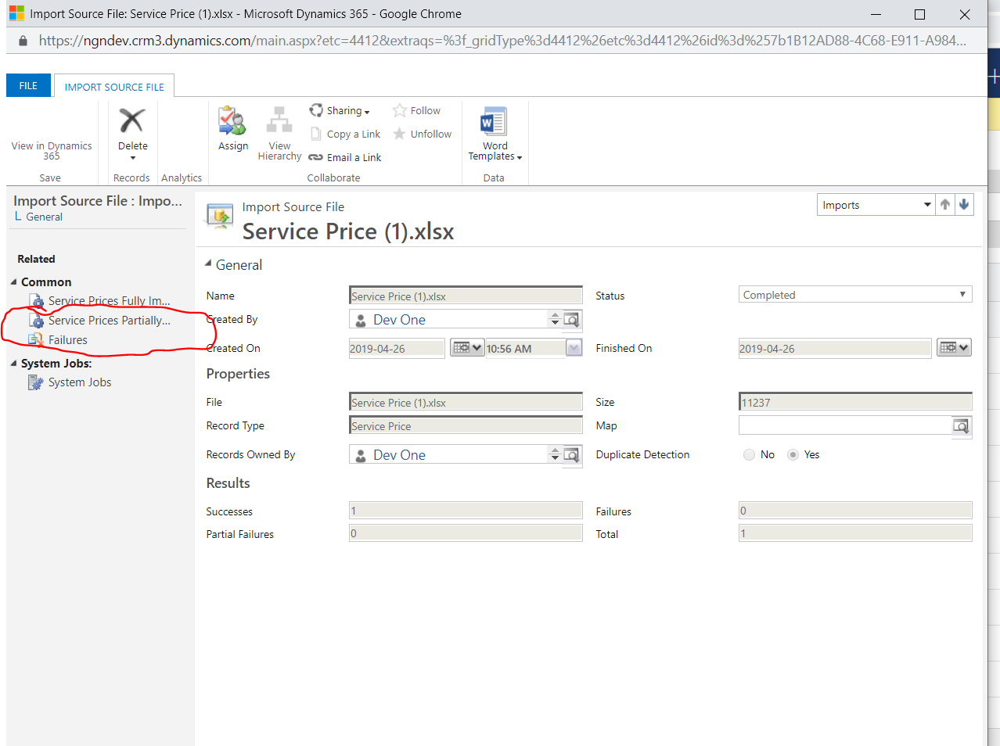 Import Source File: Service Price (1).xlsx - Microsoft Dynamics 365 - Google Chrome
https://ngndev.crm3.dynamics.com/main.aspx?etc=4412&extraqs=%3f_gridType%3d4412%26etc%3d4412%26id%3d%257b1B12AD88-4C68-E911-A984...
FILE
IMPORT SOURCE FILE
View in Dynamics 365
Save
Delete
Records
Analytics
Assign
View Hierarchy
Sharing
Copy a Link
Email a Link
Follow
Unfollow
Collaborate
Word Templates
Data
Import Source File : Impo...
General
Related
Common
Service Prices Fully Im...
Service Prices Partially...
Failures
System Jobs:
System Jobs
Import Source File
Service Price (1).xlsx
Imports
General
Name Service Price (1).xlsx Status Completed
Created By Dev One
Created On 2019-04-26 10:56 AM Finished On 2019-04-26
Properties
File Service Price (1).xlsx Size 11237
Record Type Service Price Map
Records Owned By Dev One Duplicate Detection No Yes
Results
Successes 1 Failures 0
Partial Failures 0 Total 1